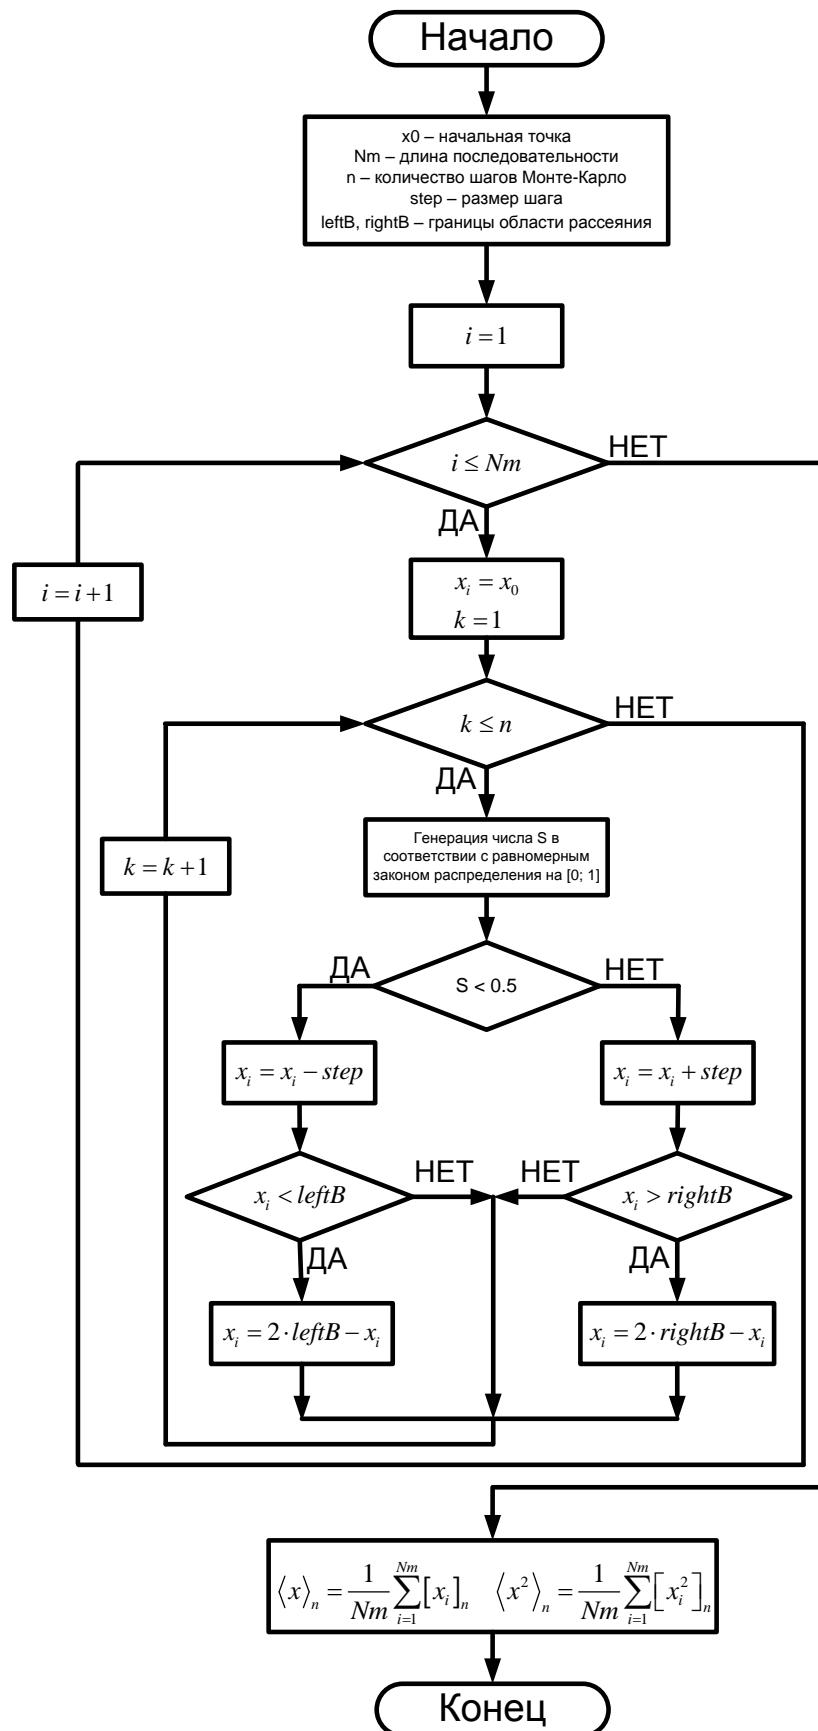 Начало
x0 – начальная точка
Nm – длина последовательности
n – количество шагов Монте-Карло
step – размер шага
leftB, rightB – границы области рассеяния
i = 1
i ≤ Nm
НЕТ
ДА
i = i + 1
x_i = x_0
k = 1
k ≤ n
НЕТ
ДА
k = k + 1
Генерация числа S в
соответствии с равномерным
законом распределения на [0; 1]
ДА
S < 0.5
НЕТ
x_i = x_i − step
x_i = x_i + step
x_i < leftB
НЕТ
НЕТ
x_i > rightB
ДА
ДА
x_i = 2 · leftB − x_i
x_i = 2 · rightB − x_i
⟨x⟩_n = 1/Nm ∑_{i=1}^{Nm} [x_i]_n ⟨x^2⟩_n = 1/Nm ∑_{i=1}^{Nm} [x_i^2]_n
Конец